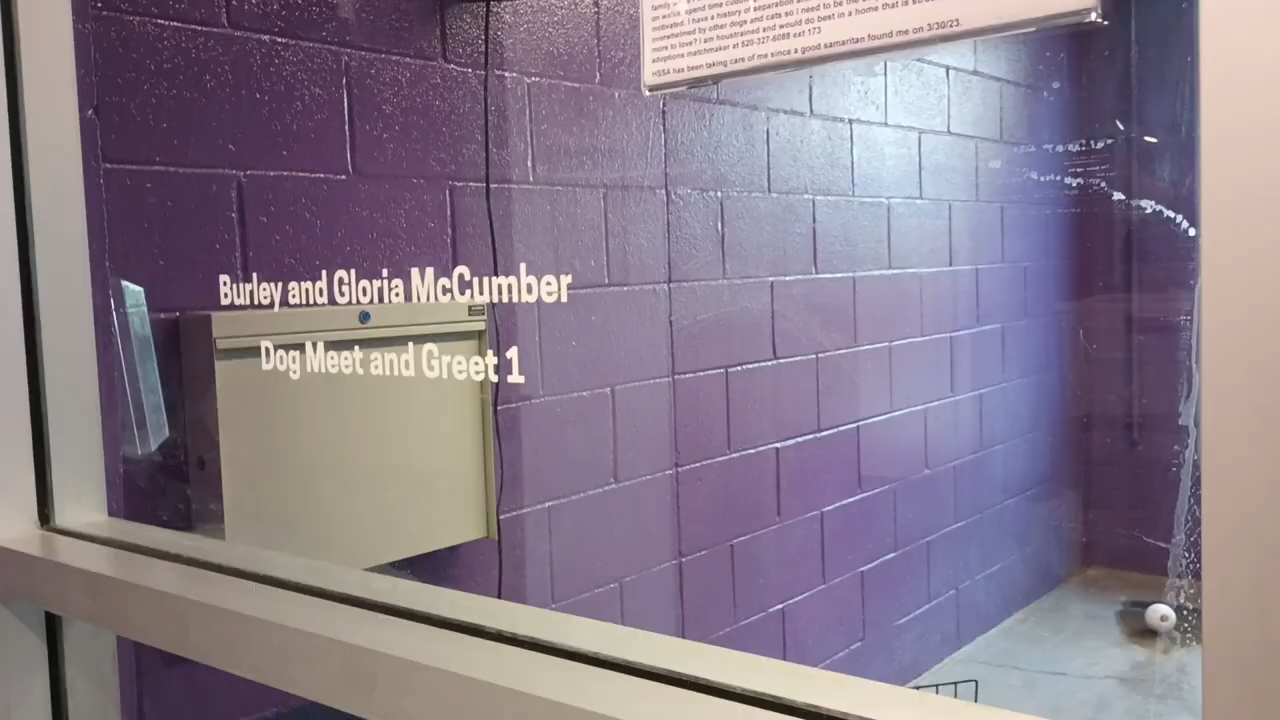 on walks, spend time
motivated. I have a history of separation
overwhelmed by other dogs and cats so I need to be the
more to love? I am houstrained and would do best in a home that is
adoptions matchmaker at 520-327-6088 ext 173
HSSA has been taking care of me since a good samaritan found me on 3/30/23.
Burley and Gloria McCumber
Dog Meet and Greet 1